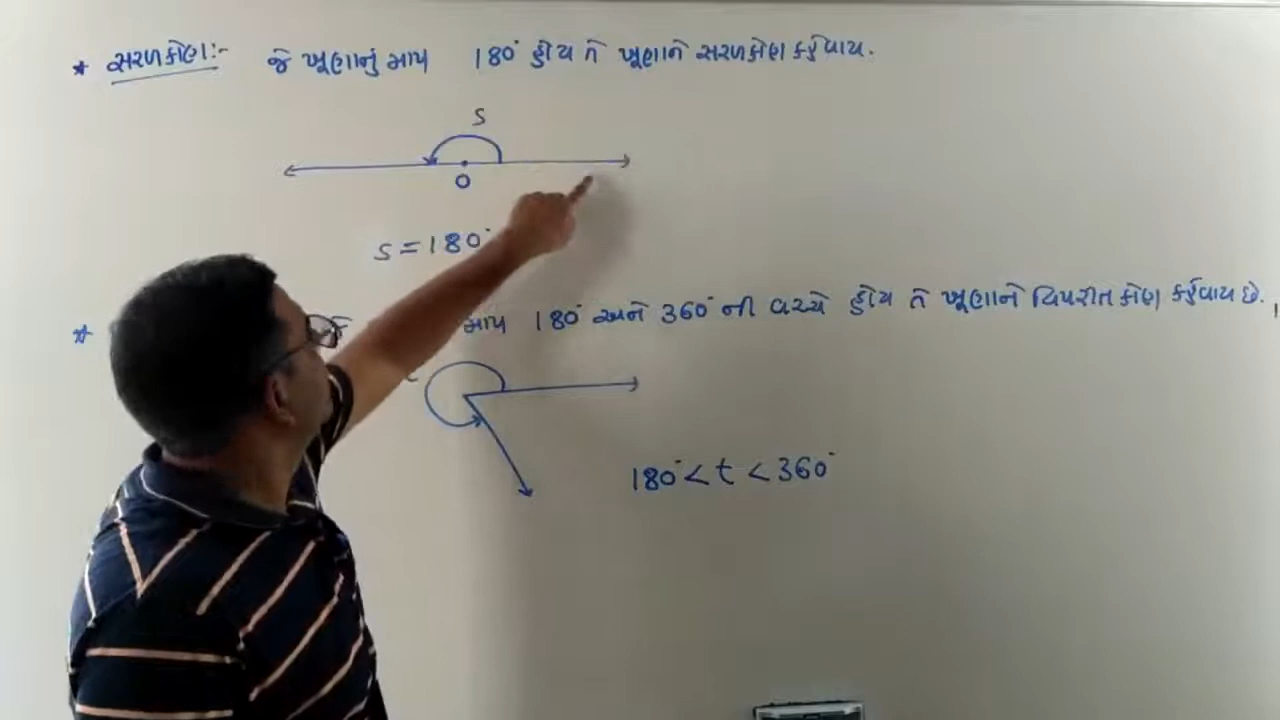 * સરળકોણ:- જે ખૂણાનું માપ 180° હોય તે ખૂણાને સરળકોણ કહેવાય.
S
O
S = 180°
* માપ 180° અને 360° ની વચ્ચે હોય તે ખૂણાને વિપરીત કોણ કહેવાય છે.
180° < t < 360°